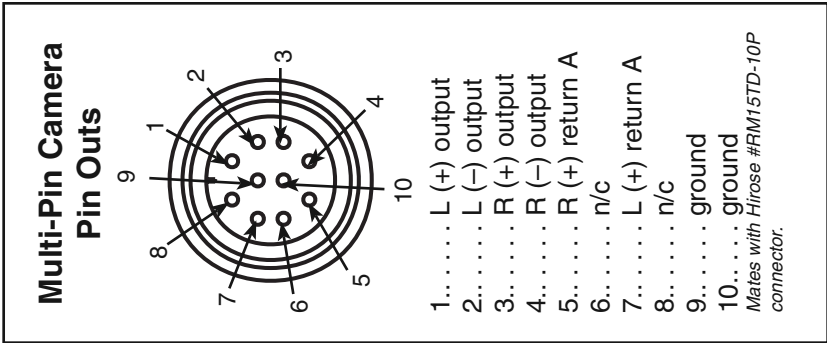 Multi-Pin Camera
Pin Outs
1
2
3
4
5
6
7
8
9
10
1. . . . . . L (+) output
2. . . . . . L (–) output
3. . . . . . R (+) output
4. . . . . . R (–) output
5. . . . . . R (+) return A
6. . . . . . n/c
7. . . . . . L (+) return A
8. . . . . . n/c
9. . . . . . ground
10. . . . . ground
Mates with Hirose #RM15TD-10P
connector.